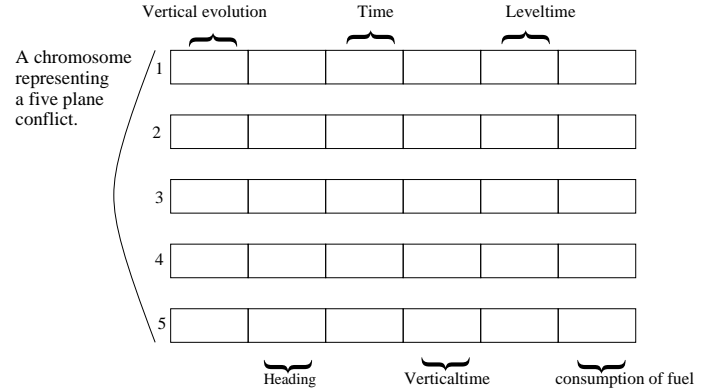 Vertical evolution
Time
Leveltime
A chromosome
representing
a five plane
conflict.
1
2
3
4
5
Heading
Verticaltime
consumption of fuel